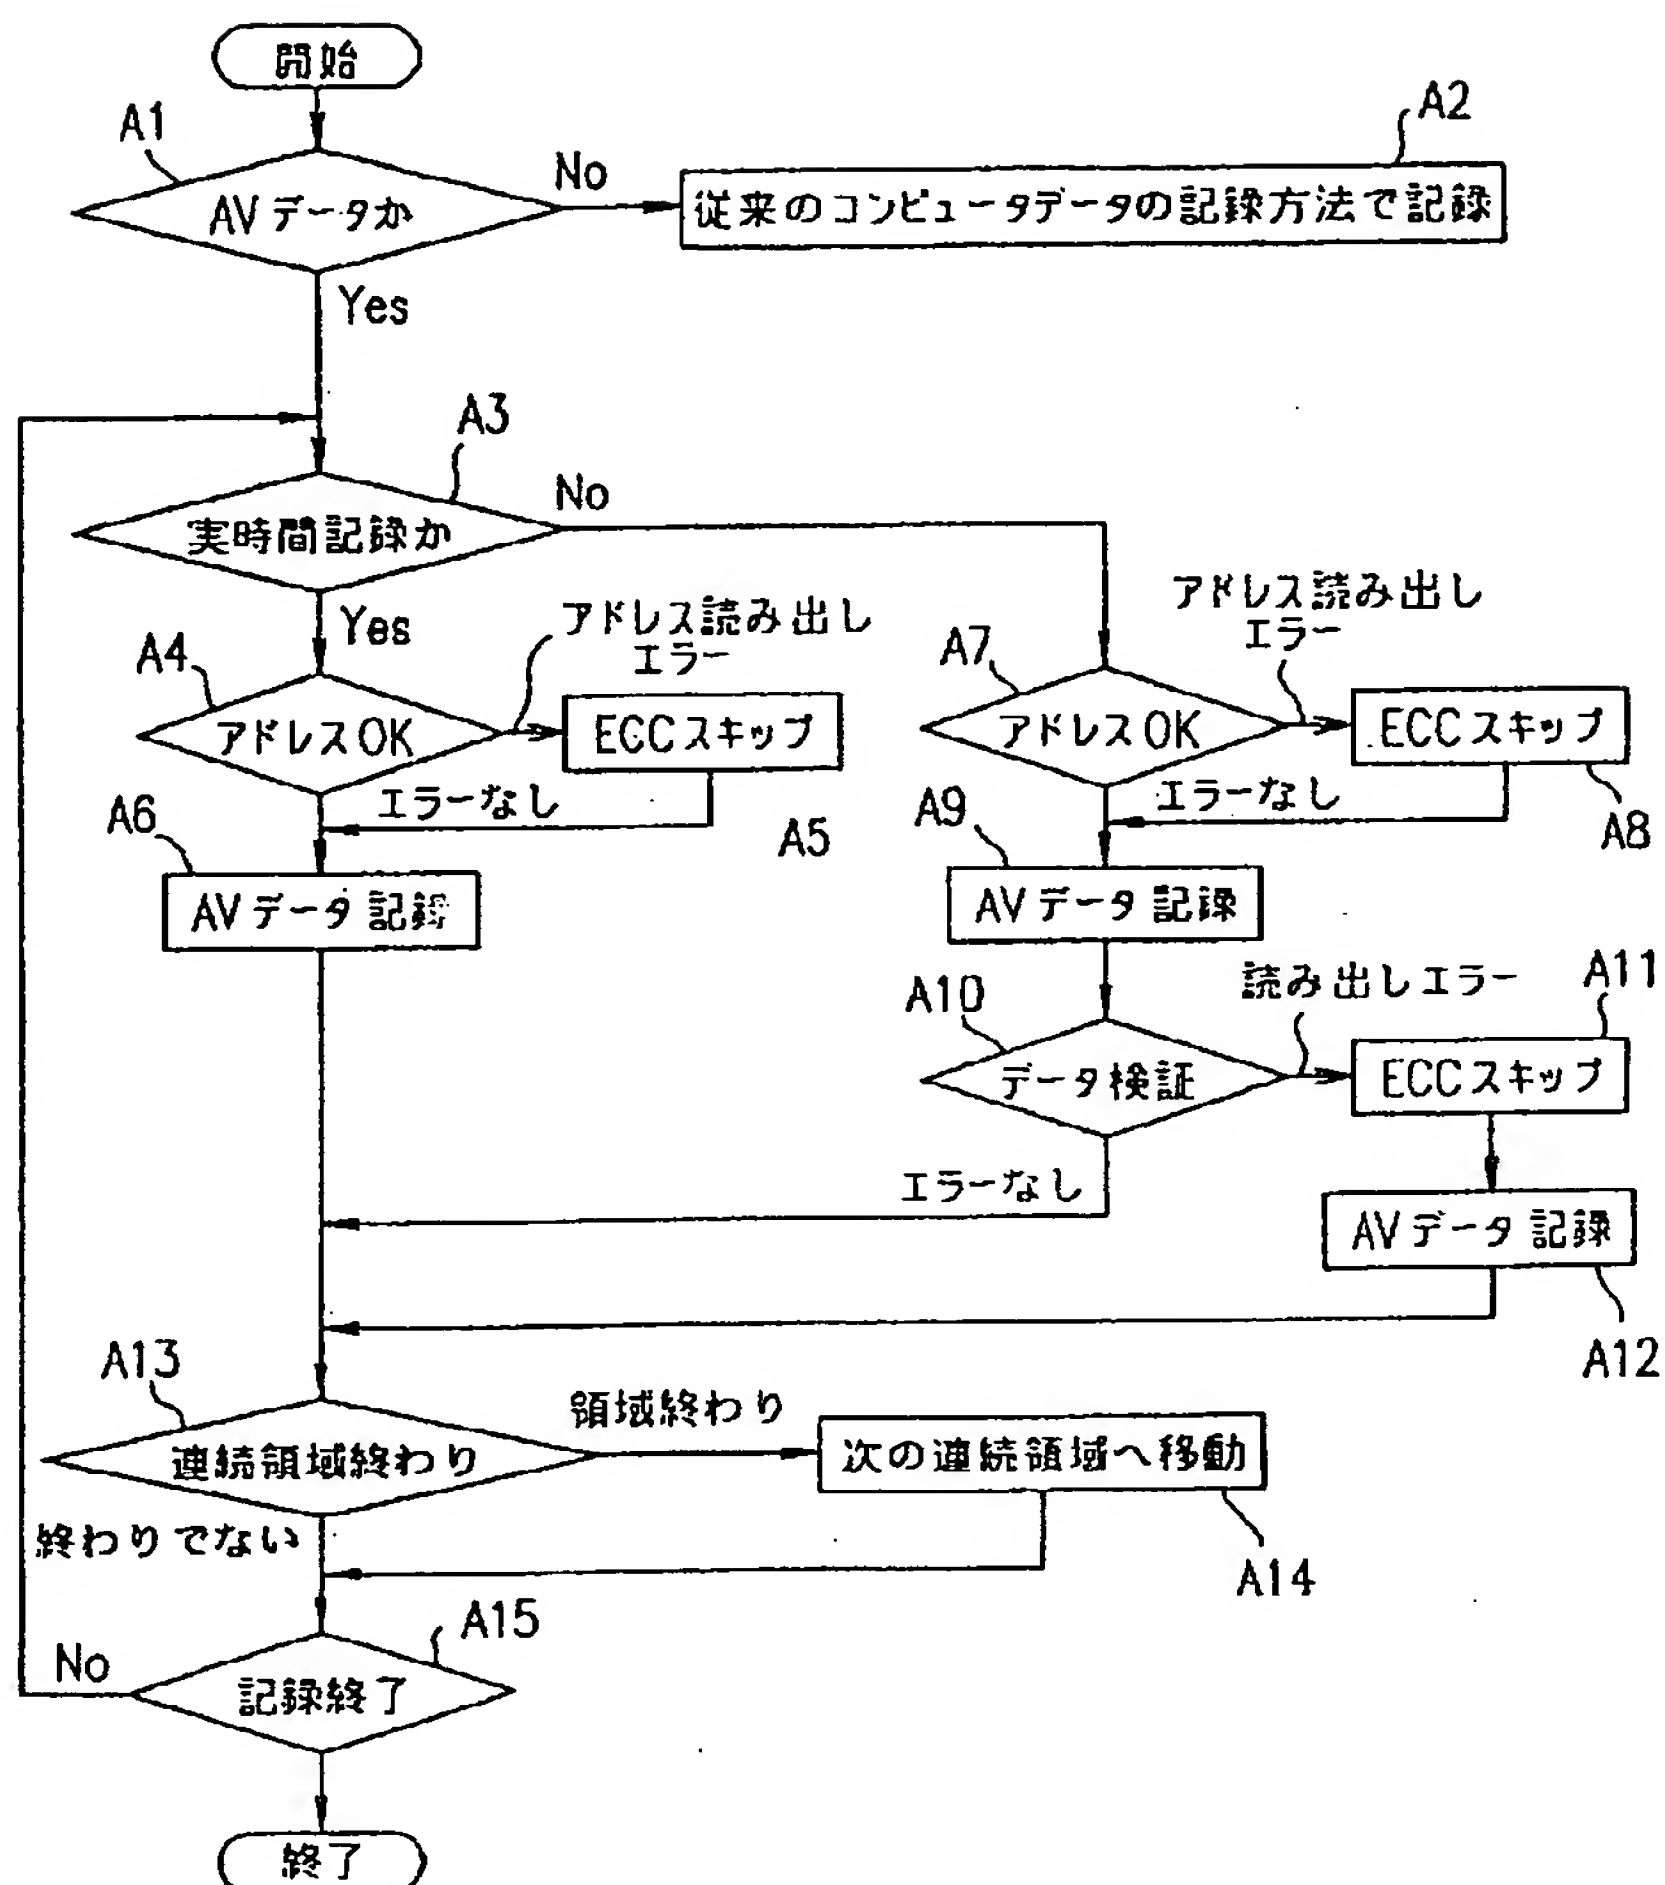 開始
A1
AVデータか
No
A2
従来のコンピュータデータの記録方法で記録
Yes
A3
実時間記録か
No
Yes
A4
アドレスOK
アドレス読み出し
エラー
ECCスキップ
エラーなし
A5
A6
AVデータ記録
A7
アドレスOK
アドレス読み出し
エラー
ECCスキップ
エラーなし
A8
A9
AVデータ記録
A10
データ検証
読み出しエラー
A11
ECCスキップ
エラーなし
AVデータ記録
A12
A13
連続領域終わり
領域終わり
次の連続領域へ移動
終わりでない
A14
A15
No
記録終了
終了